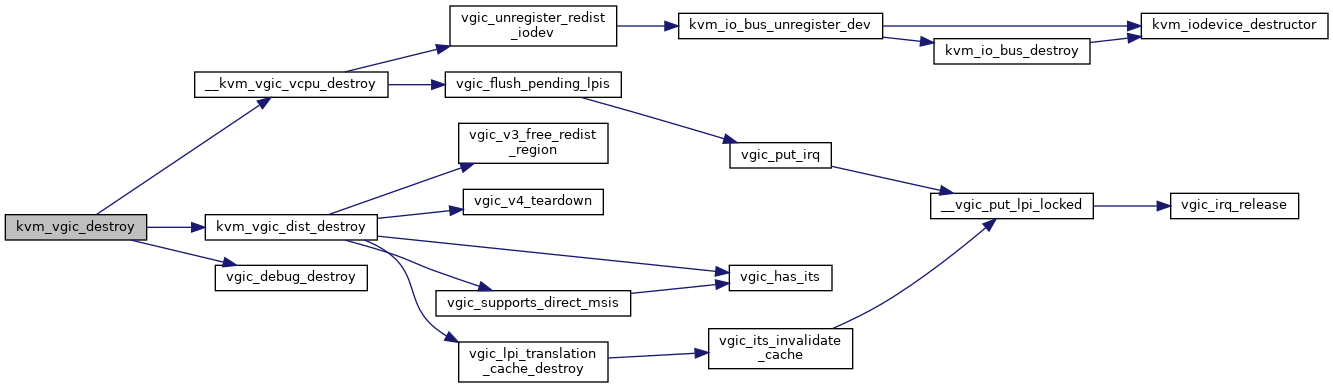 kvm_vgic_destroy
__kvm_vgic_vcpu_destroy
kvm_vgic_dist_destroy
vgic_debug_destroy
vgic_unregister_redist
_iodev
vgic_flush_pending_lpis
vgic_v3_free_redist
_region
vgic_v4_teardown
vgic_supports_direct_msis
vgic_lpi_translation
_cache_destroy
kvm_io_bus_unregister_dev
vgic_put_irq
vgic_has_its
vgic_its_invalidate
_cache
kvm_io_bus_destroy
__vgic_put_lpi_locked
kvm_iodevice_destructor
vgic_irq_release